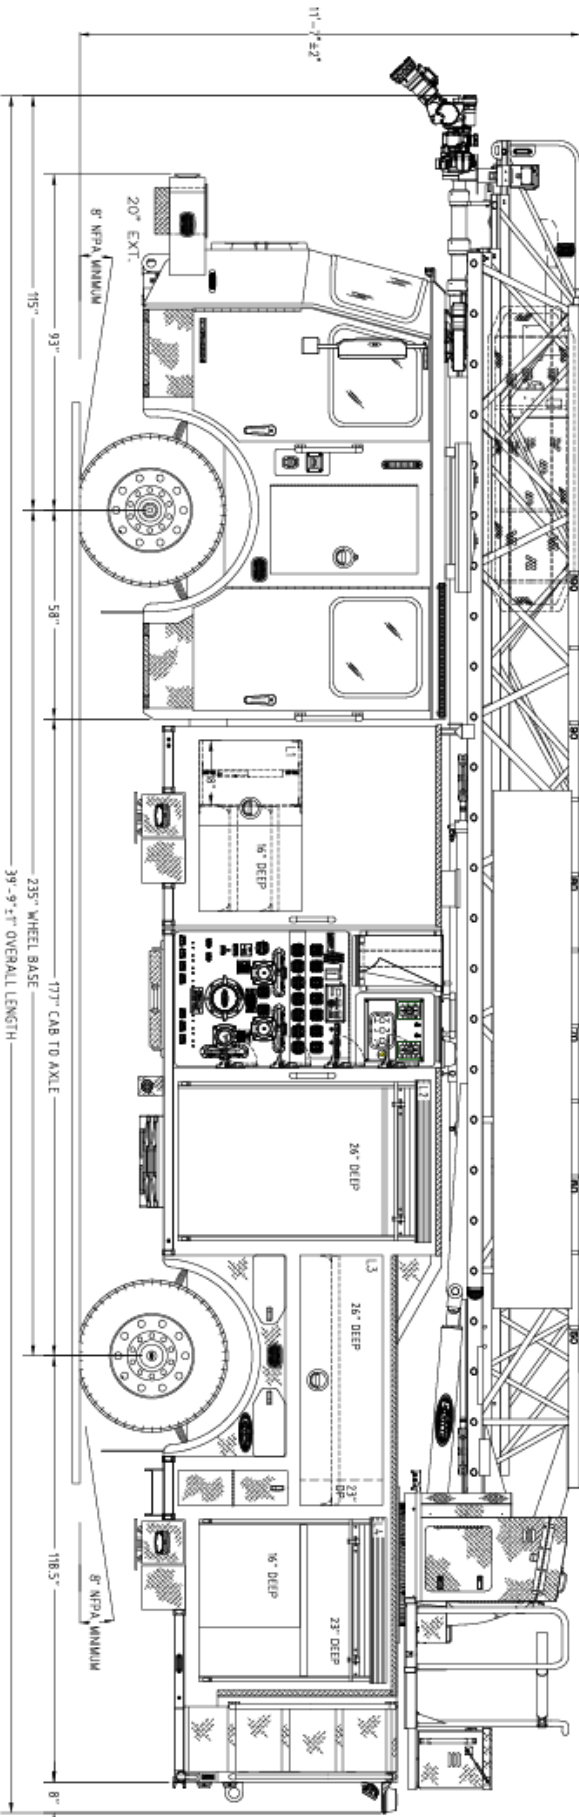 11'-7"±2"
20" EXT.
8" NFPA MINIMUM
93"
115"
58"
L1
16" DEEP
L2
26" DEEP
L3
26" DEEP
23"
DP
16" DEEP
23" DEEP
177" CAB TO AXLE
235" WHEEL BASE
39'-9"±1" OVERALL LENGTH
118.5"
8" NFPA MINIMUM
8"